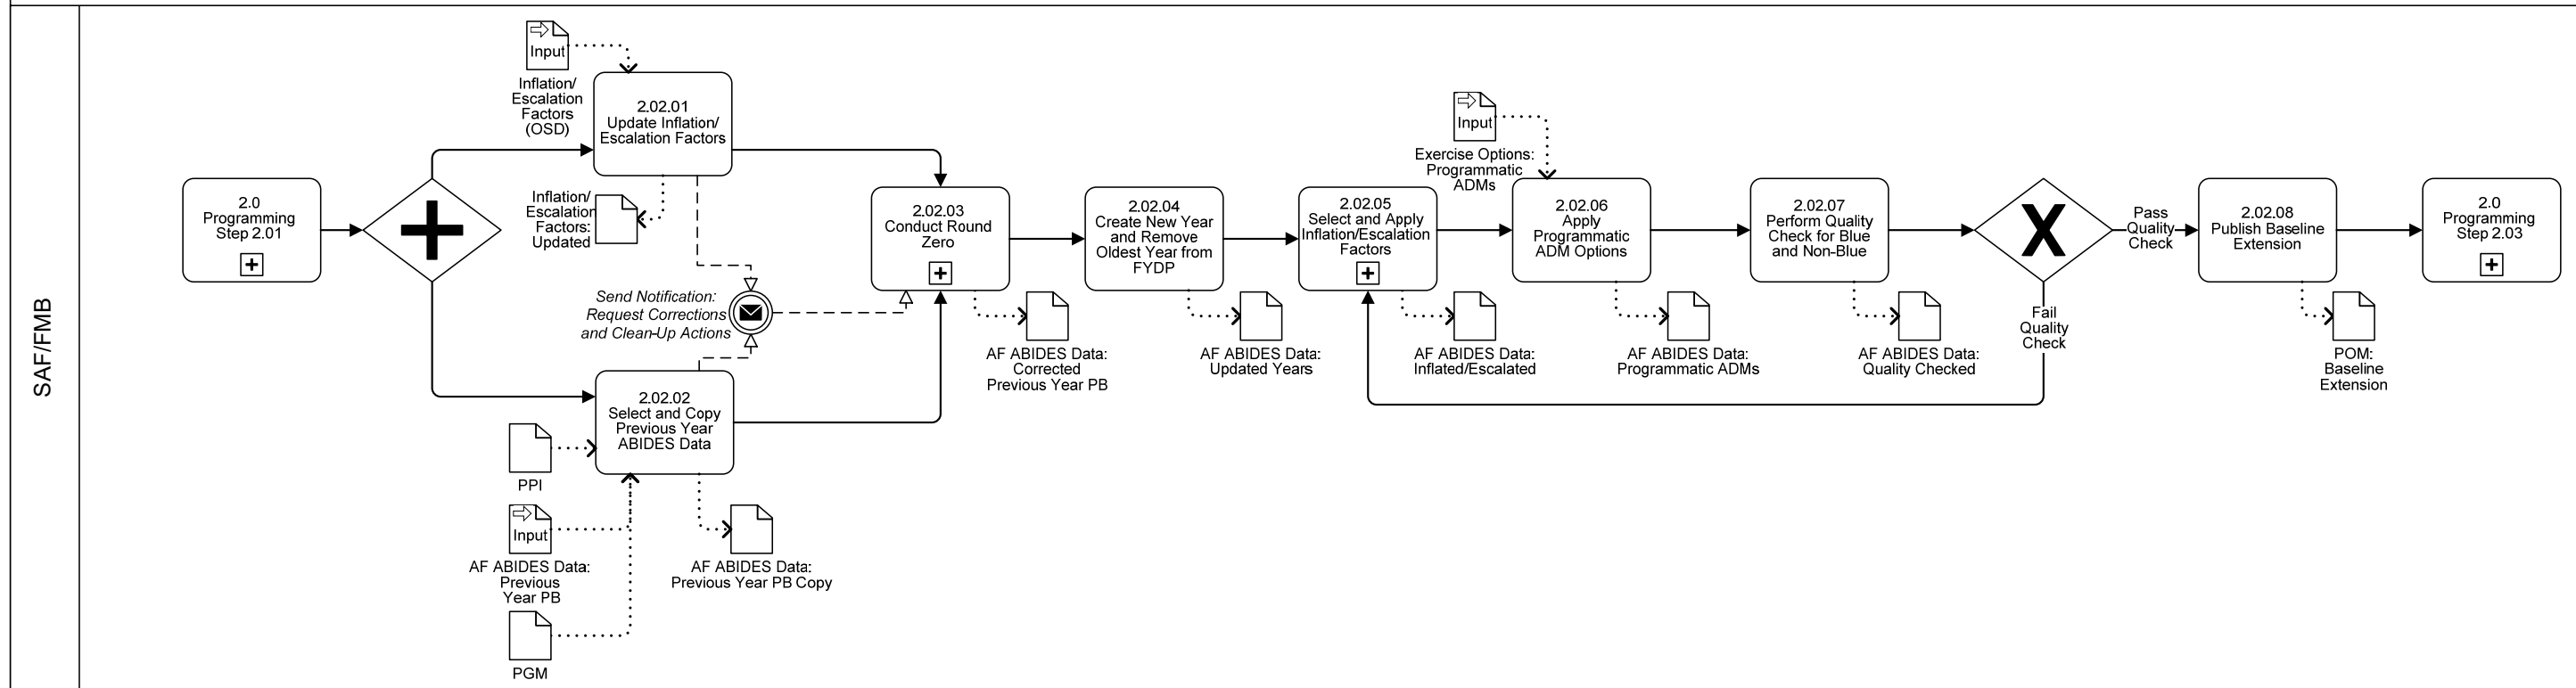 SAF/FMB
Input
Inflation/
Escalation
Factors
(OSD)
2.02.01
Update Inflation/
Escalation Factors
Inflation/
Escalation
Factors:
Updated
2.0
Programming
Step 2.01
Send Notification:
Request Corrections
and Clean-Up Actions
2.02.02
Select and Copy
Previous Year
ABIDES Data
PPI
Input
AF ABIDES Data:
Previous
Year PB
PGM
AF ABIDES Data:
Previous Year PB Copy
2.02.03
Conduct Round
Zero
AF ABIDES Data:
Corrected
Previous Year PB
2.02.04
Create New Year
and Remove
Oldest Year from
FYDP
AF ABIDES Data:
Updated Years
2.02.05
Select and Apply
Inflation/Escalation
Factors
AF ABIDES Data:
Inflated/Escalated
Input
Exercise Options:
Programmatic
ADMs
2.02.06
Apply
Programmatic
ADM Options
AF ABIDES Data:
Programmatic ADMs
2.02.07
Perform Quality
Check for Blue
and Non-Blue
AF ABIDES Data:
Quality Checked
X
Pass
Quality
Check
Fail
Quality
Check
2.02.08
Publish Baseline
Extension
POM:
Baseline
Extension
2.0
Programming
Step 2.03